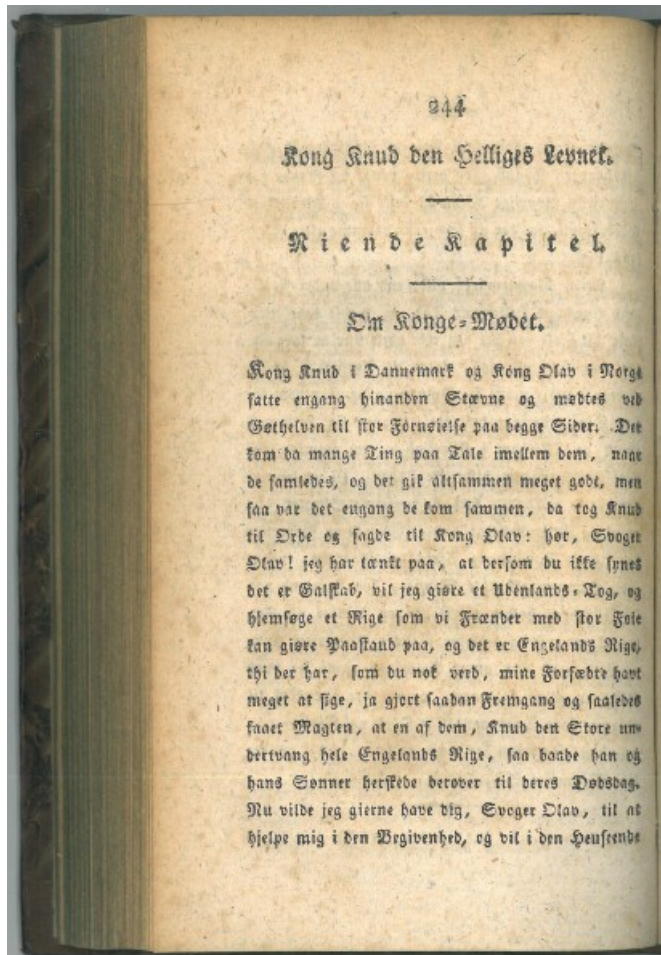 244
Kong Knud den Helliges Levnet.
Niende Kapitel.
Om Konge-Mødet.
Kong Knud i Dannemark og Kong Olav i Norge
satte engang hinanden Stævne og mødtes ved
Gøthelven til stor Fornøielse paa begge Sider. Det
kom da mange Ting paa Tale imellem dem, naar
de samledes, og det gik altsammen meget godt, men
saa var det engang de kom sammen, da tog Knud
til Orde og sagde til Kong Olav: hør, Svoger
Olav! jeg har tænkt paa, at dersom du ikke synes
det er Galskab, vil jeg giøre et Udenlands-Tog, og
hjemsøge et Rige som vi Frænder med stor Føie
kan giøre Paastand paa, og det er Engelands Rige,
thi der har, som du nok veed, mine Forfædre havt
meget at sige, ja gjort saadan Fremgang og saaledes
faaet Magten, at en af dem, Knud den Store un-
dertvang hele Engelands Rige, saa baade han og
hans Sønner herskede derover til deres Dødsdag.
Nu vilde jeg gierne have dig, Svoger Olav, til at
hjelpe mig i den Begivenhed, og vil i den Henseende